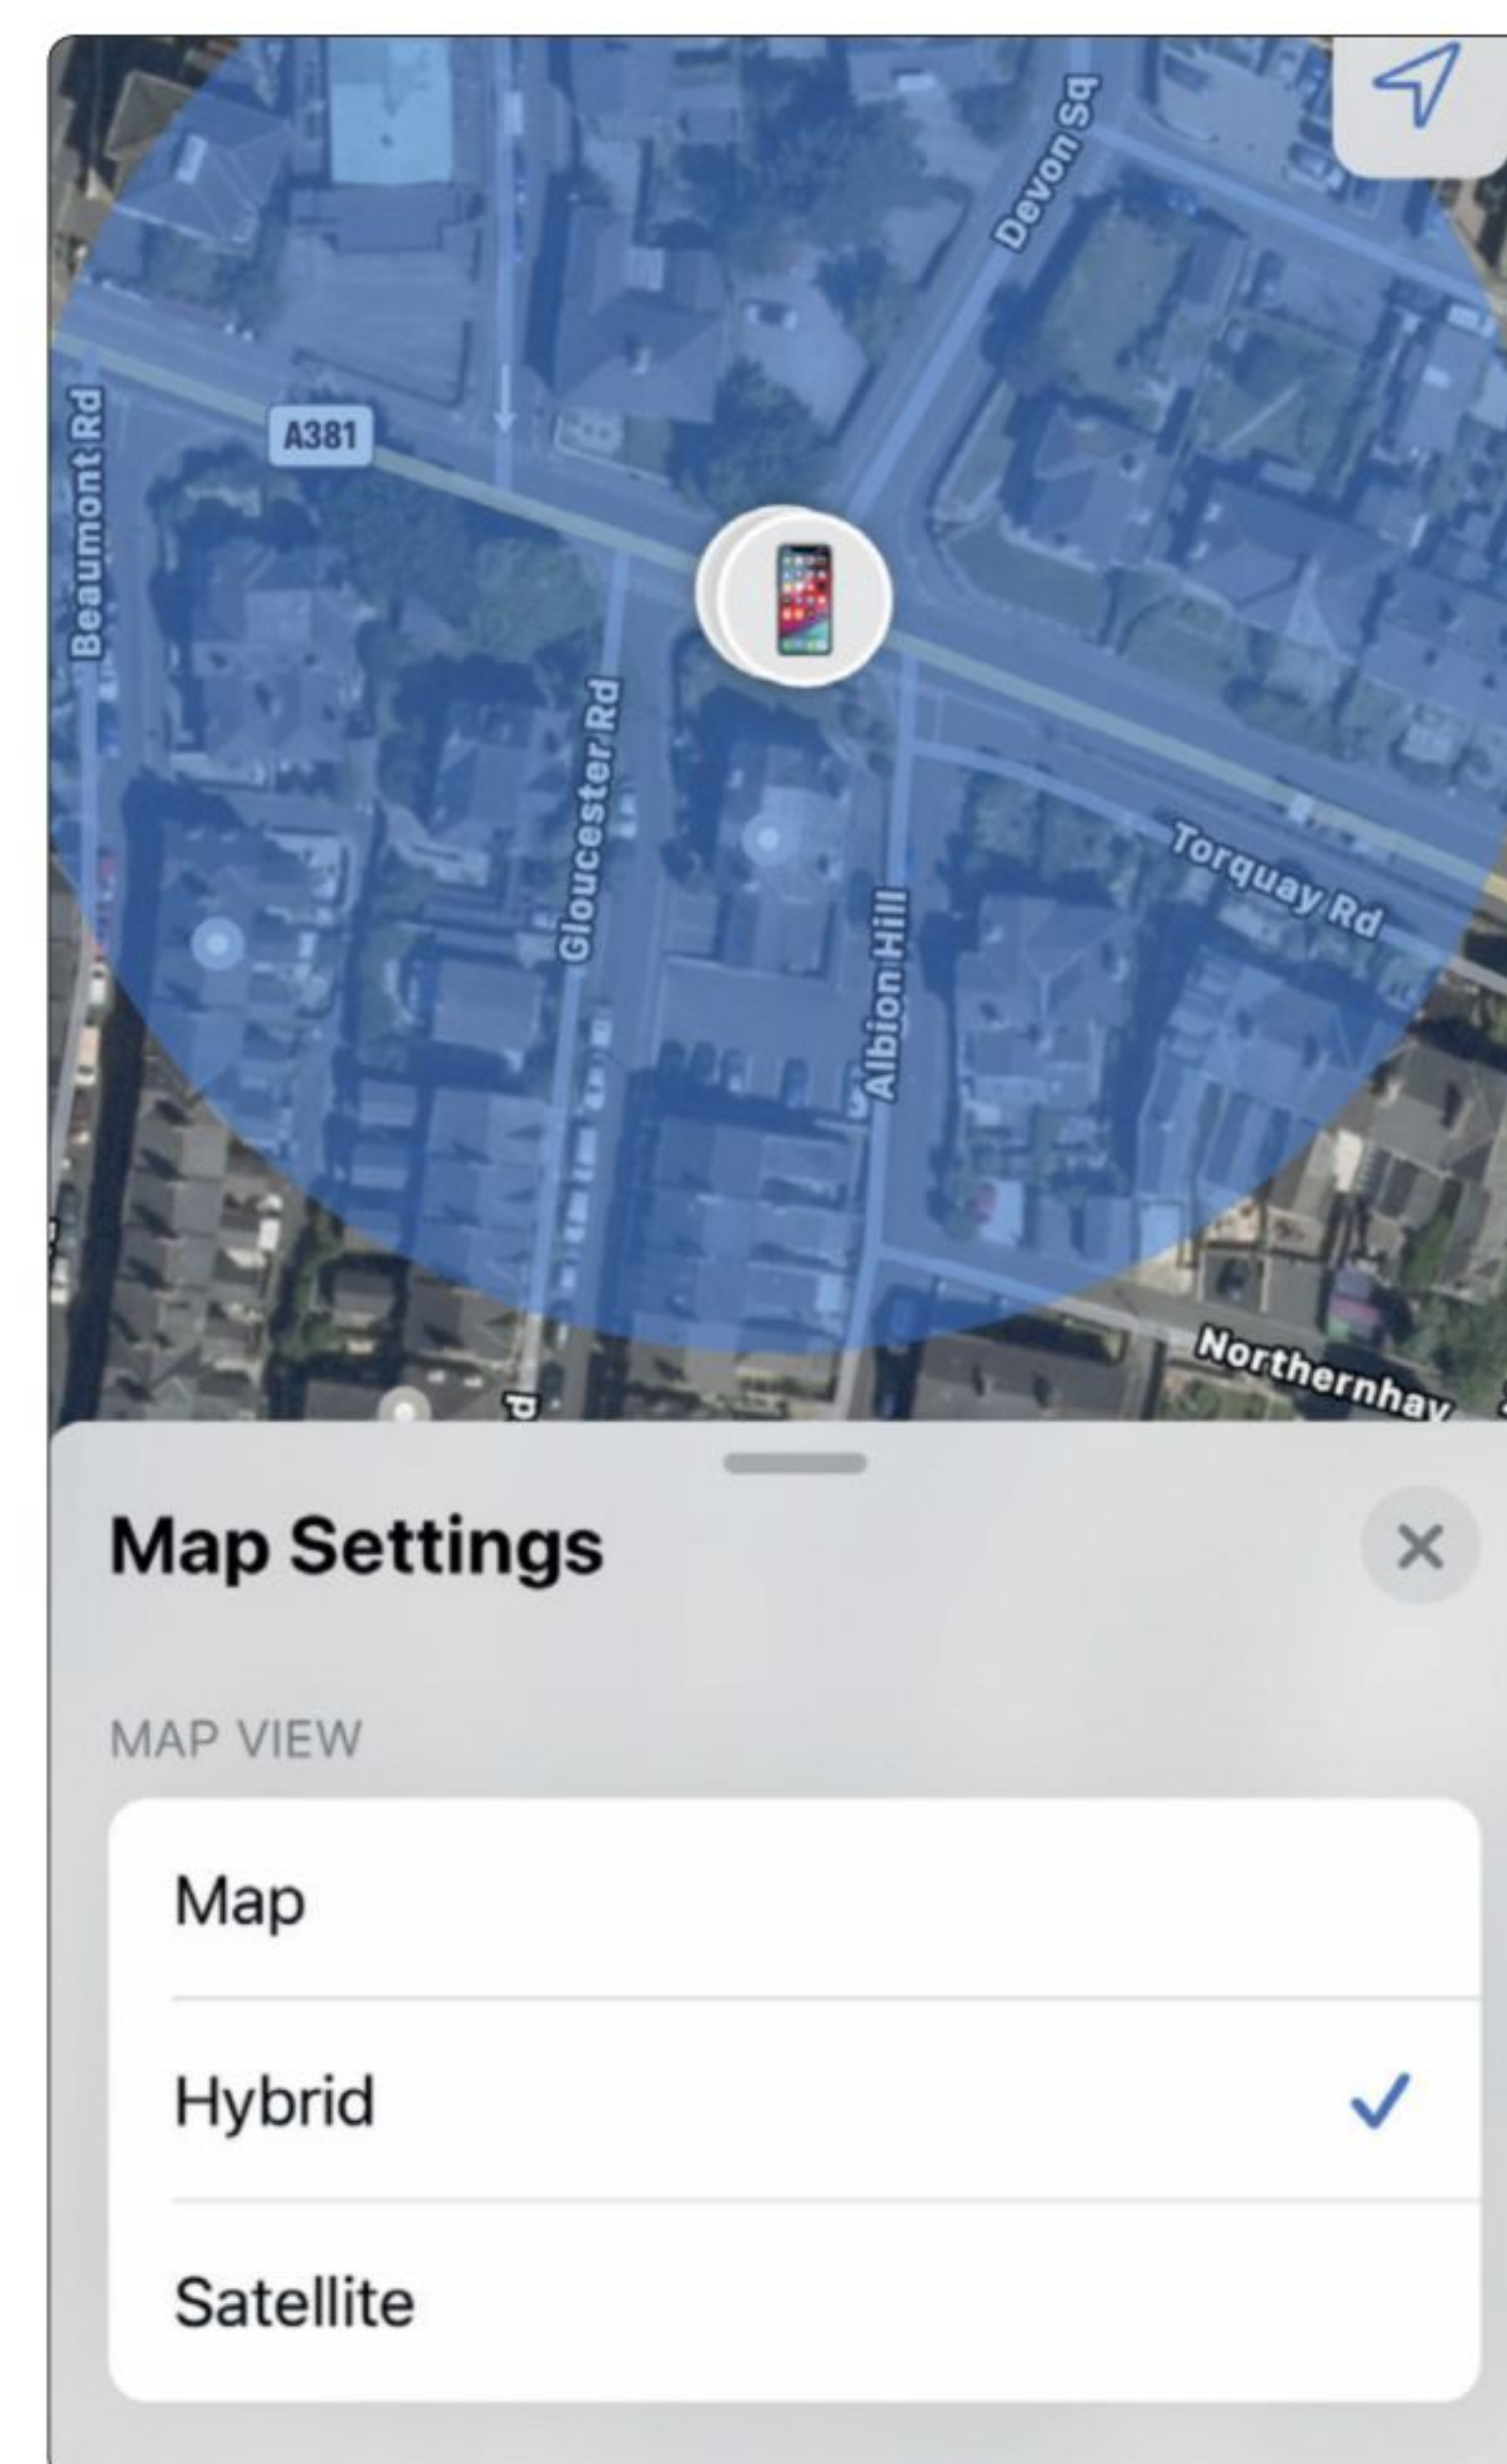 Devon Sq
Beaumont Rd
A381
Gloucester Rd
Torquay Rd
Albion Hill
Northernhay
Map Settings
MAP VIEW
Map
Hybrid
Satellite